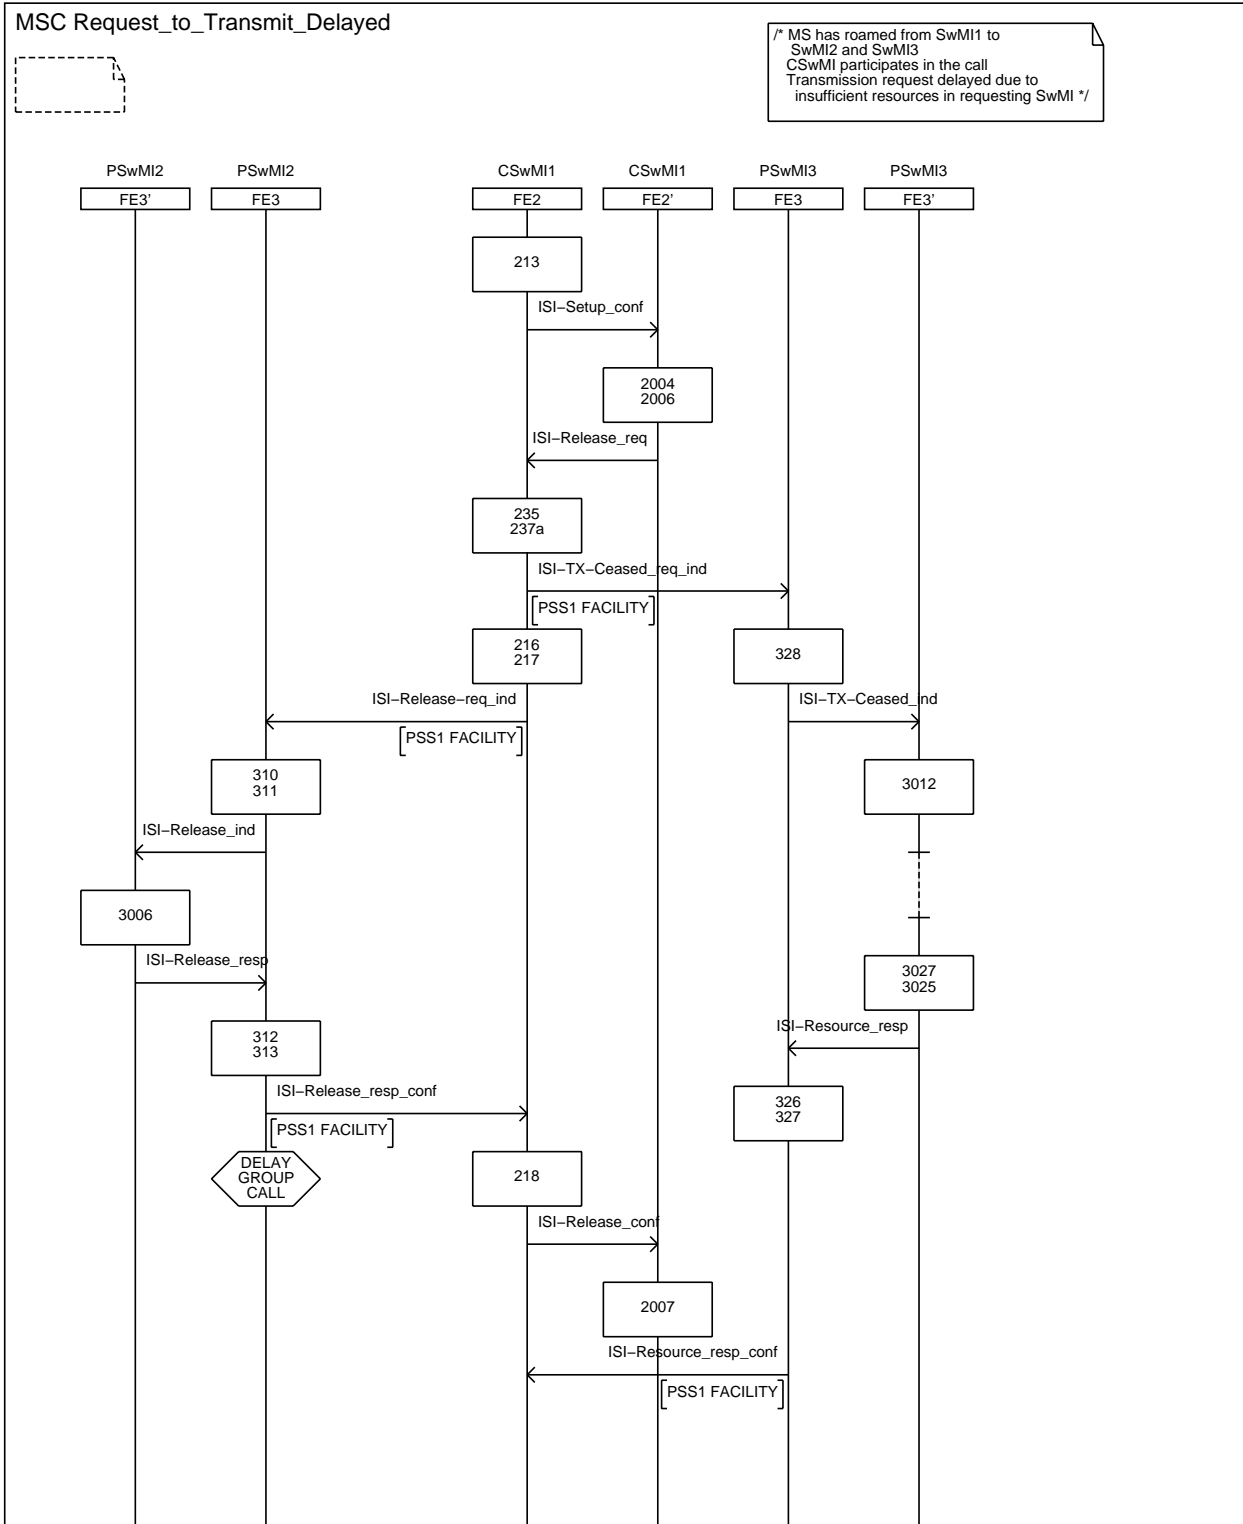 MSC Request_to_Transmit_Delayed
/* MS has roamed from SwMI1 to
SwMI2 and SwMI3
CSwMI participates in the call
Transmission request delayed due to
insufficient resources in requesting SwMI */
PSwMI2 PSwMI2 CSwMI1 CSwMI1 PSwMI3 PSwMI3
FE3' FE3 FE2 FE2' FE3 FE3'
213
ISI−Setup_conf
2004
2006
ISI−Release_req
235
237a
ISI−TX−Ceased_req_ind
PSS1 FACILITY
216
217
328
ISI−Release−req_ind
ISI−TX−Ceased_ind
PSS1 FACILITY
310
311
3012
ISI−Release_ind
3006
ISI−Release_resp
3027
3025
ISI−Resource_resp
312
313
ISI−Release_resp_conf
326
327
PSS1 FACILITY
DELAY
GROUP
CALL
218
ISI−Release_conf
2007
ISI−Resource_resp_conf
PSS1 FACILITY